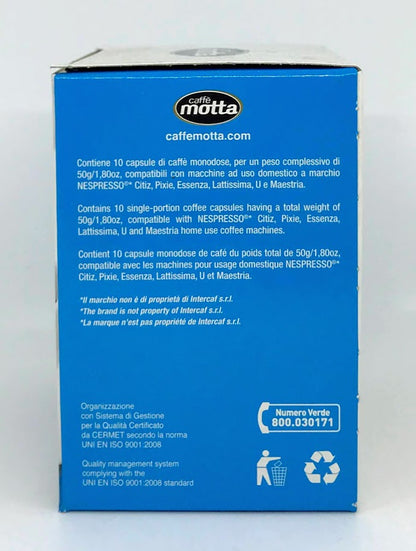 caffè
motta
caffemotta.com
Contiene 10 capsule di caffè monodose, per un peso complessivo di
50g/1,80oz, compatibili con macchine ad uso domestico a marchio
NESPRESSO®* Citiz, Pixie, Essenza, Lattissima, U e Maestria.
Contains 10 single-portion coffee capsules having a total weight of
50g/1,80oz, compatible with NESPRESSO®* Citiz, Pixie, Essenza,
Lattissima, U and Maestria home use coffee machines.
Contient 10 capsule monodose de café du poids total de 50g/1,80oz,
compatible avec les machines pour usage domestique NESPRESSO®*
Citiz, Pixie, Essenza, Lattissima, U et Maestria.
*Il marchio non è di proprietà di Intercaf s.r.l.
*The brand is not property of Intercaf s.r.l.
*La marque n'est pas propriété de Intercaf s.r.l.
Organizzazione
con Sistema di Gestione
per la Qualità Certificato
da CERMET secondo la norma
UNI EN ISO 9001:2008
Numero Verde
800.030171
Quality management system
complying with the
UNI EN ISO 9001:2008 standard